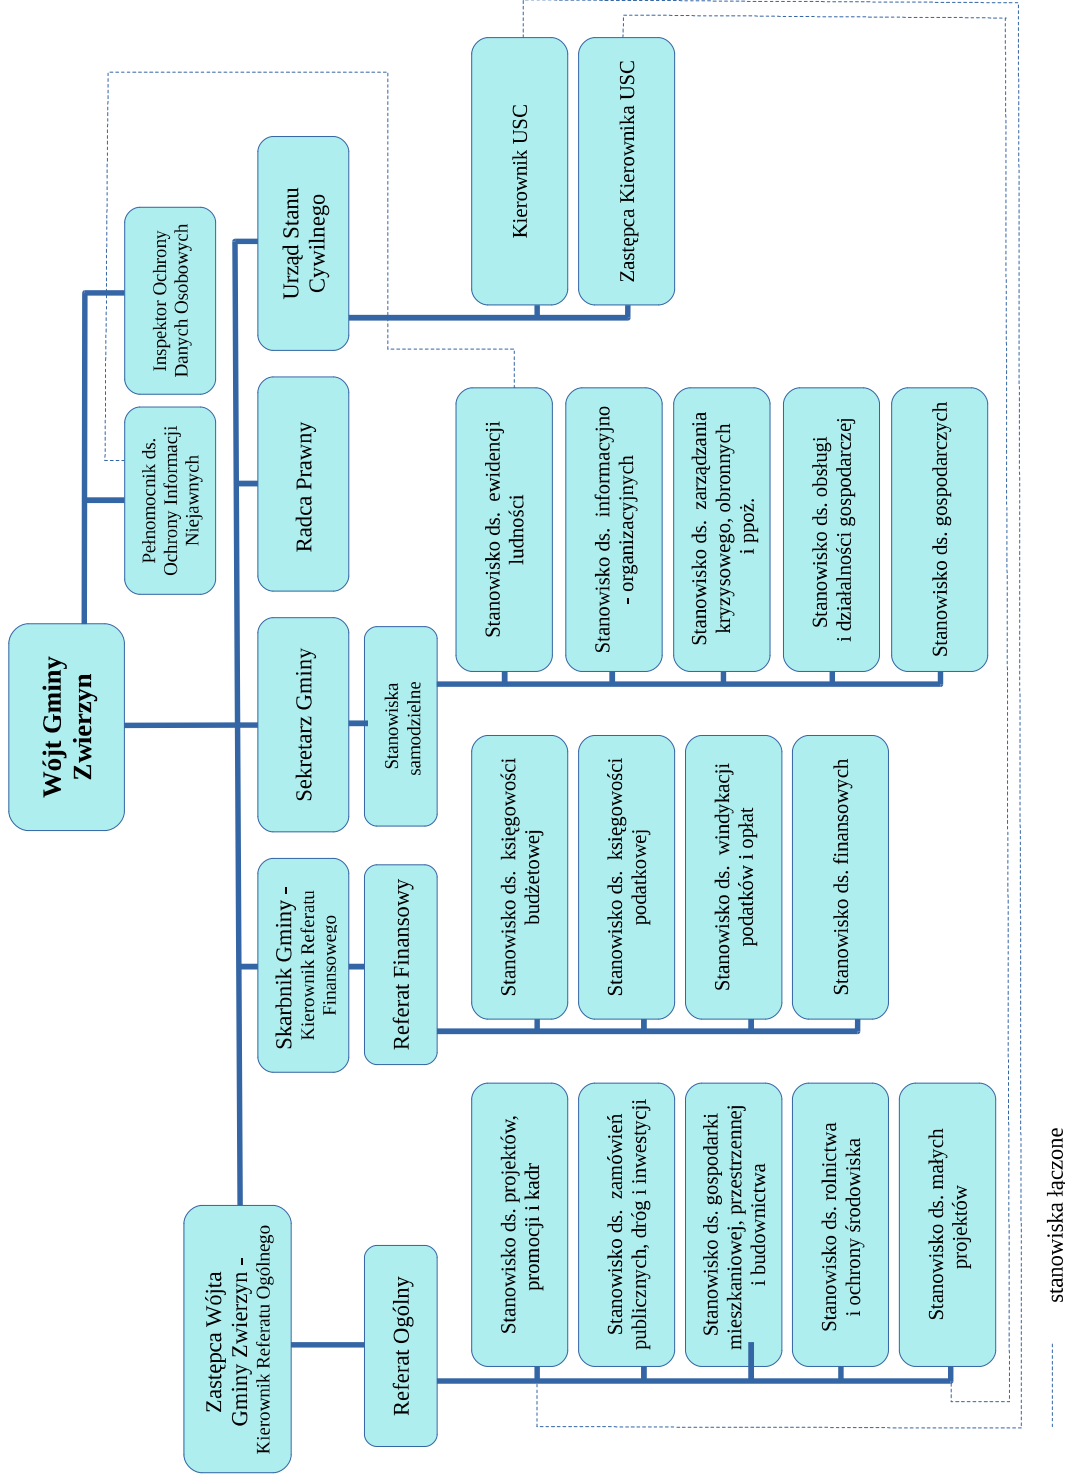 Wójt Gminy
Zwierzyn
Pełnomocnik ds.
Ochrony Informacji
Niejawnych
Inspektor Ochrony
Danych Osobowych
Zastępca Wójta
Gminy Zwierzyn -
Kierownik Referatu Ogólnego
Skarbnik Gminy -
Kierownik Referatu
Finansowego
Sekretarz Gminy
Radca Prawny
Urząd Stanu
Cywilnego
Referat Ogólny
Referat Finansowy
Stanowiska
samodzielne
Stanowisko ds. projektów,
promocji i kadr
Stanowisko ds. zamówień
publicznych, dróg i inwestycji
Stanowisko ds. gospodarki
mieszkaniowej, przestrzennej
i budownictwa
Stanowisko ds. rolnictwa
i ochrony środowiska
Stanowisko ds. małych
projektów
Stanowisko ds. księgowości
budżetowej
Stanowisko ds. księgowości
podatkowej
Stanowisko ds. windykacji
podatków i opłat
Stanowisko ds. finansowych
Stanowisko ds. ewidencji
ludności
Stanowisko ds. informacyjno
- organizacyjnych
Stanowisko ds. zarządzania
kryzysowego, obronnych
i ppoż.
Stanowisko ds. obsługi
i działalności gospodarczej
Stanowisko ds. gospodarczych
Kierownik USC
Zastępca Kierownika USC
stanowiska łączone